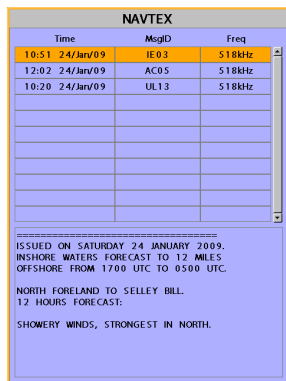 NAVTEX
Time MsgID Freq
10:51 24/Jan/09 IE03 518kHz
12:02 24/Jan/09 AC05 518kHz
10:20 24/Jan/09 UL13 518kHz
==================================
ISSUED ON SATURDAY 24 JANUARY 2009.
INSHORE WATERS FORECAST TO 12 MILES
OFFSHORE FROM 1700 UTC TO 0500 UTC.
NORTH FORELAND TO SELLEY BILL.
12 HOURS FORECAST:
SHOWERY WINDS, STRONGEST IN NORTH.